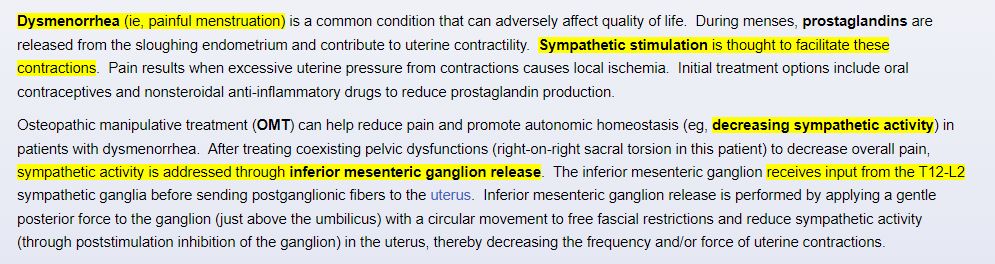 Dysmenorrhea (ie, painful menstruation) is a common condition that can adversely affect quality of life.  During menses, prostaglandins are
released from the sloughing endometrium and contribute to uterine contractility.  Sympathetic stimulation is thought to facilitate these
contractions.  Pain results when excessive uterine pressure from contractions causes local ischemia.  Initial treatment options include oral
contraceptives and nonsteroidal anti-inflammatory drugs to reduce prostaglandin production.
Osteopathic manipulative treatment (OMT) can help reduce pain and promote autonomic homeostasis (eg, decreasing sympathetic activity) in
patients with dysmenorrhea.  After treating coexisting pelvic dysfunctions (right-on-right sacral torsion in this patient) to decrease overall pain,
sympathetic activity is addressed through inferior mesenteric ganglion release.  The inferior mesenteric ganglion receives input from the T12-L2
sympathetic ganglia before sending postganglionic fibers to the uterus.  Inferior mesenteric ganglion release is performed by applying a gentle
posterior force to the ganglion (just above the umbilicus) with a circular movement to free fascial restrictions and reduce sympathetic activity
(through poststimulation inhibition of the ganglion) in the uterus, thereby decreasing the frequency and/or force of uterine contractions.